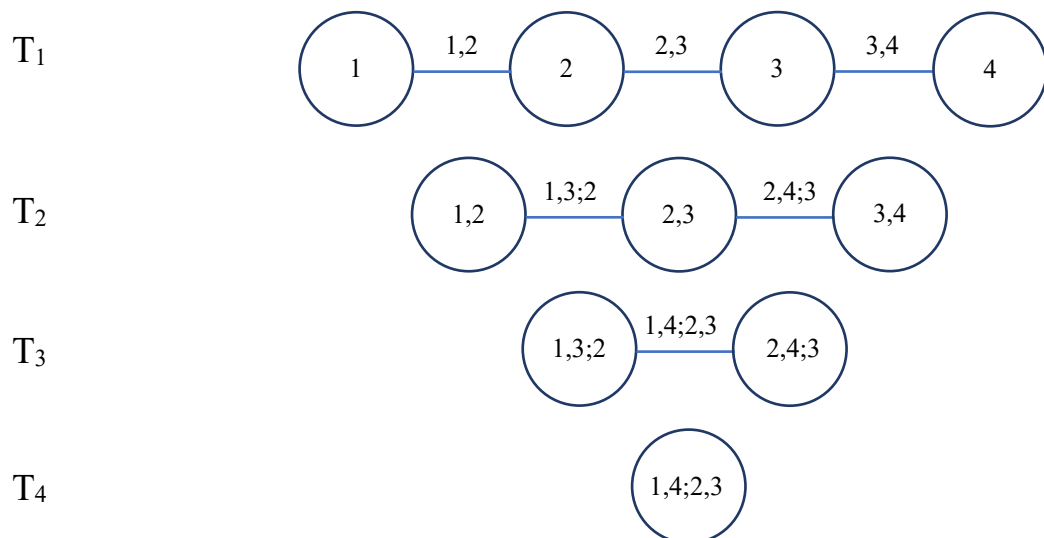 1,2 2,3 3,4
T₁ 1 2 3 4
1,3;2 2,4;3
T₂ 1,2 2,3 3,4
1,4;2,3
T₃ 1,3;2 2,4;3
T₄ 1,4;2,3